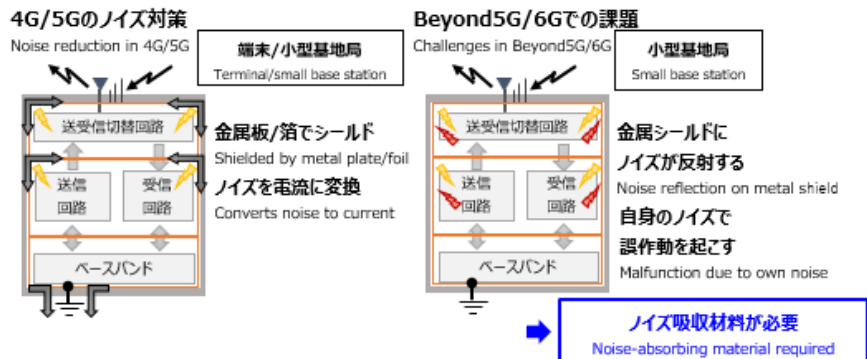 4G/5Gのノイズ対策
Noise reduction in 4G/5G
端末/小型基地局
Terminal/small base station
送受信切替回路
送信
回路
受信
回路
ベースバンド
金属板/箔でシールド
Shielded by metal plate/foil
ノイズを電流に変換
Converts noise to current
Beyond5G/6Gでの課題
Challenges in Beyond5G/6G
小型基地局
Small base station
送受信切替回路
送信
回路
受信
回路
ベースバンド
金属シールドに
ノイズが反射する
Noise reflection on metal shield
自身のノイズで
誤作動を起こす
Malfunction due to own noise
ノイズ吸収材料が必要
Noise-absorbing material required